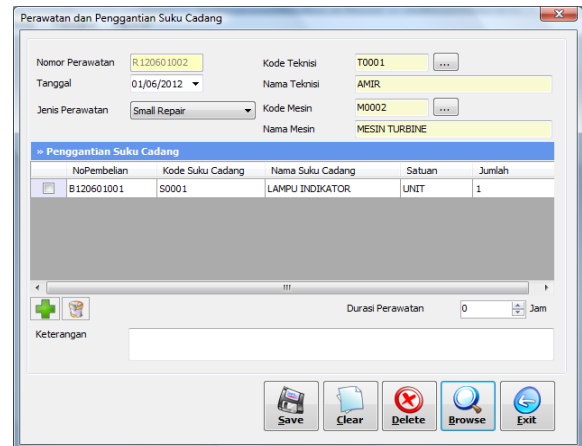 Perawatan dan Penggantian Suku Cadang
Nomor Perawatan R120601002 Kode Teknisi T0001 ...
Tanggal 01/06/2012 Nama Teknisi AMIR
Jenis Perawatan Small Repair Kode Mesin M0002 ...
Nama Mesin MESIN TURBINE
» Penggantian Suku Cadang
NoPembelian Kode Suku Cadang Nama Suku Cadang Satuan Jumlah
B120601001 S0001 LAMPU INDIKATOR UNIT 1
Durasi Perawatan 0 Jam
Keterangan
Save Clear Delete Browse Exit